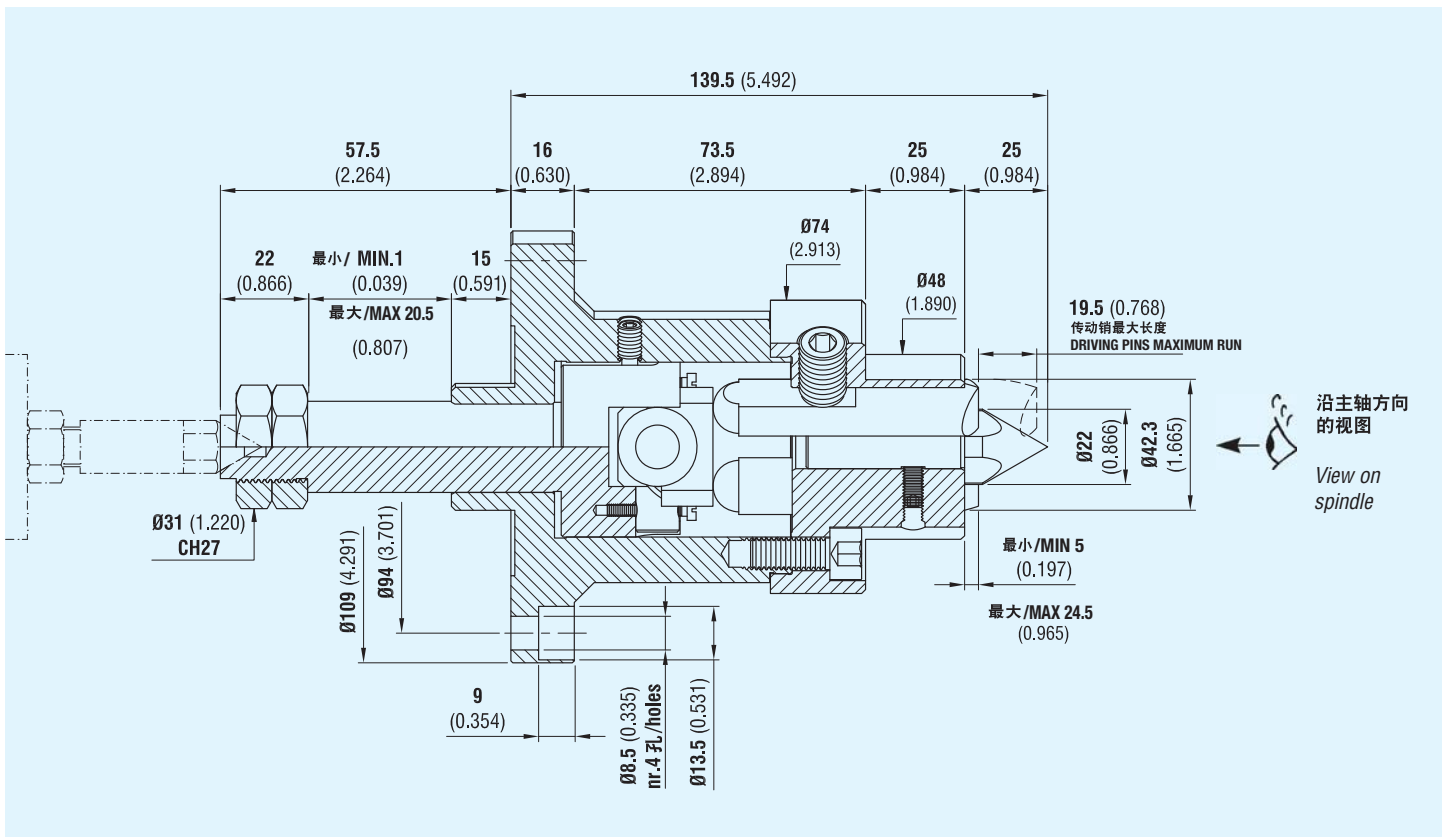 139.5 (5.492)
57.5
(2.264)
16
(0.630)
73.5
(2.894)
25
(0.984)
25
(0.984)
Ø74
(2.913)
22
(0.866)
最小/ MIN.1
(0.039)
最大/MAX 20.5
(0.807)
15
(0.591)
Ø48
(1.890)
19.5 (0.768)
传动销最大长度
DRIVING PINS MAXIMUM RUN
沿主轴方向
的视图
View on
spindle
Ø22
(0.866)
Ø42.3
(1.665)
Ø31 (1.220)
CH27
Ø109 (4.291)
Ø94 (3.701)
最小/MIN 5
(0.197)
最大/MAX 24.5
(0.965)
9
(0.354)
Ø8.5 (0.335)
nr.4 孔/holes
Ø13.5 (0.531)